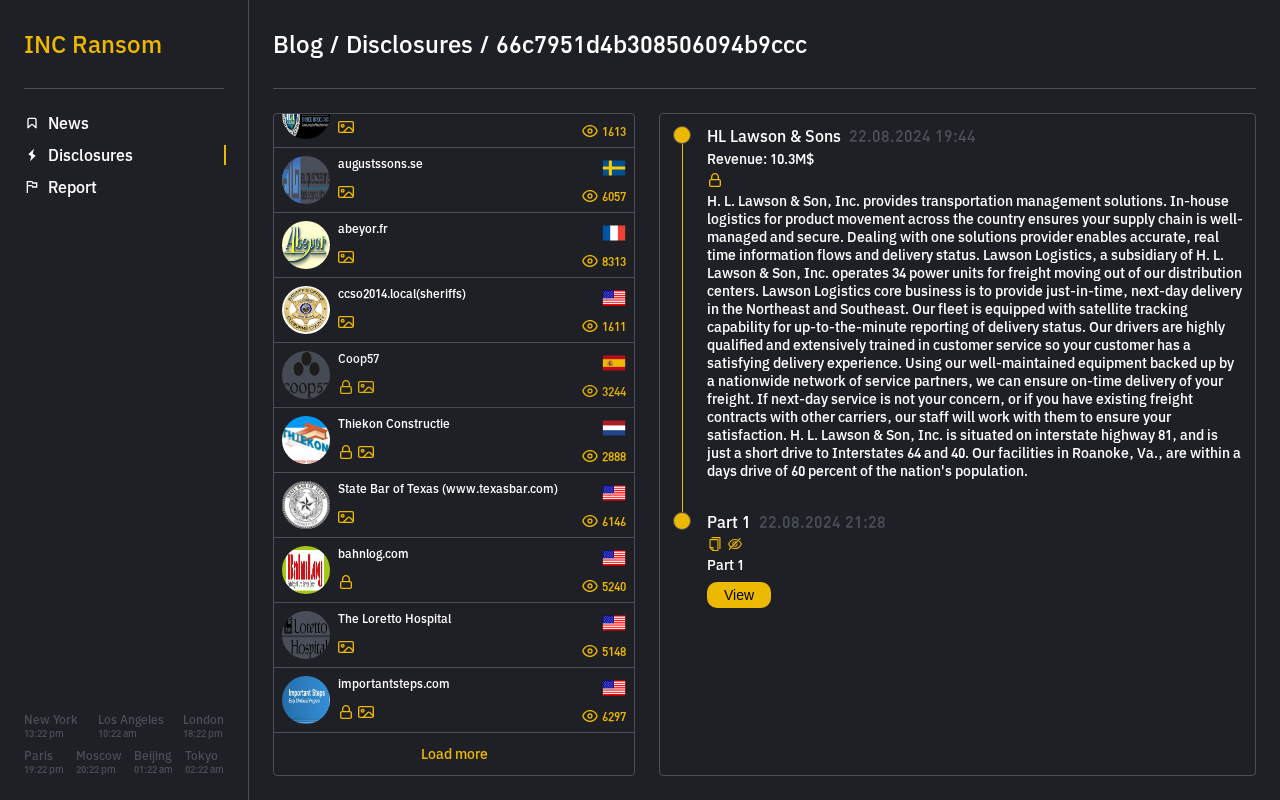 INC Ransom
News
Disclosures
Report
New York Los Angeles London
13:22 pm 10:22 am 18:22 pm
Paris Moscow Beijing Tokyo
19:22 pm 20:22 pm 01:22 am 02:22 am
Blog / Disclosures / 66c7951d4b308506094b9ccc
1613
augustssons.se
6057
Abeyor
abeyor.fr
8313
ccso2014.local(sheriffs)
1611
coop57
Coop57
3244
THIEKON
Thiekon Constructie
2888
State Bar of Texas (www.texasbar.com)
6146
BahnLog
bahnlog.com
5240
Loretto
Hospital
The Loretto Hospital
5148
Important Steps
importantsteps.com
6297
Load more
HL Lawson & Sons 22.08.2024 19:44
Revenue: 10.3M$
H. L. Lawson & Son, Inc. provides transportation management solutions. In-house
logistics for product movement across the country ensures your supply chain is well-
managed and secure. Dealing with one solutions provider enables accurate, real
time information flows and delivery status. Lawson Logistics, a subsidiary of H. L.
Lawson & Son, Inc. operates 34 power units for freight moving out of our distribution
centers. Lawson Logistics core business is to provide just-in-time, next-day delivery
in the Northeast and Southeast. Our fleet is equipped with satellite tracking
capability for up-to-the-minute reporting of delivery status. Our drivers are highly
qualified and extensively trained in customer service so your customer has a
satisfying delivery experience. Using our well-maintained equipment backed up by
a nationwide network of service partners, we can ensure on-time delivery of your
freight. If next-day service is not your concern, or if you have existing freight
contracts with other carriers, our staff will work with them to ensure your
satisfaction. H. L. Lawson & Son, Inc. is situated on interstate highway 81, and is
just a short drive to Interstates 64 and 40. Our facilities in Roanoke, Va., are within a
days drive of 60 percent of the nation's population.
Part 1 22.08.2024 21:28
Part 1
View